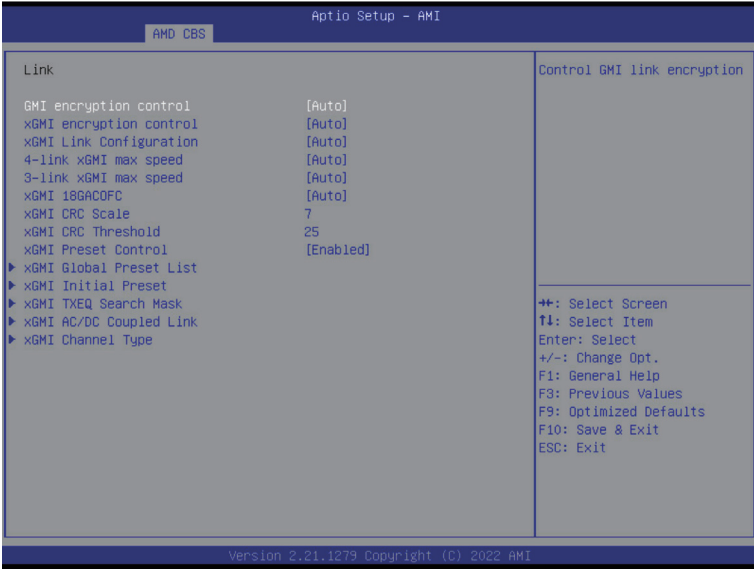 Aptio Setup – AMI
AMD CBS
Link
GMI encryption control [Auto]
xGMI encryption control [Auto]
xGMI Link Configuration [Auto]
4-link xGMI max speed [Auto]
3-link xGMI max speed [Auto]
xGMI 18GACOFC [Auto]
xGMI CRC Scale 7
xGMI CRC Threshold 25
xGMI Preset Control [Enabled]
xGMI Global Preset List
xGMI Initial Preset
xGMI TXEQ Search Mask
xGMI AC/DC Coupled Link
xGMI Channel Type
Control GMI link encryption
→←: Select Screen
↑↓: Select Item
Enter: Select
+/-: Change Opt.
F1: General Help
F3: Previous Values
F9: Optimized Defaults
F10: Save & Exit
ESC: Exit
Version 2.21.1279 Copyright (C) 2022 AMI